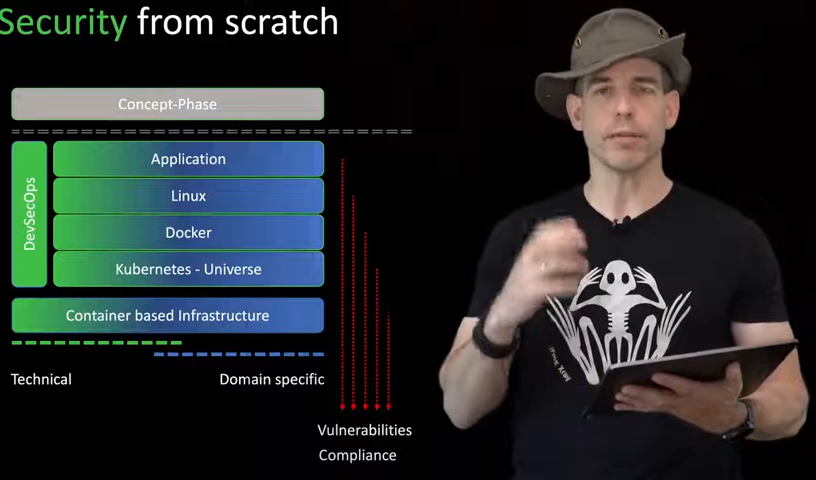 Security from scratch
Concept-Phase
DevSecOps
Application
Linux
Docker
Kubernetes - Universe
Container based Infrastructure
Technical
Domain specific
Vulnerabilities
Compliance